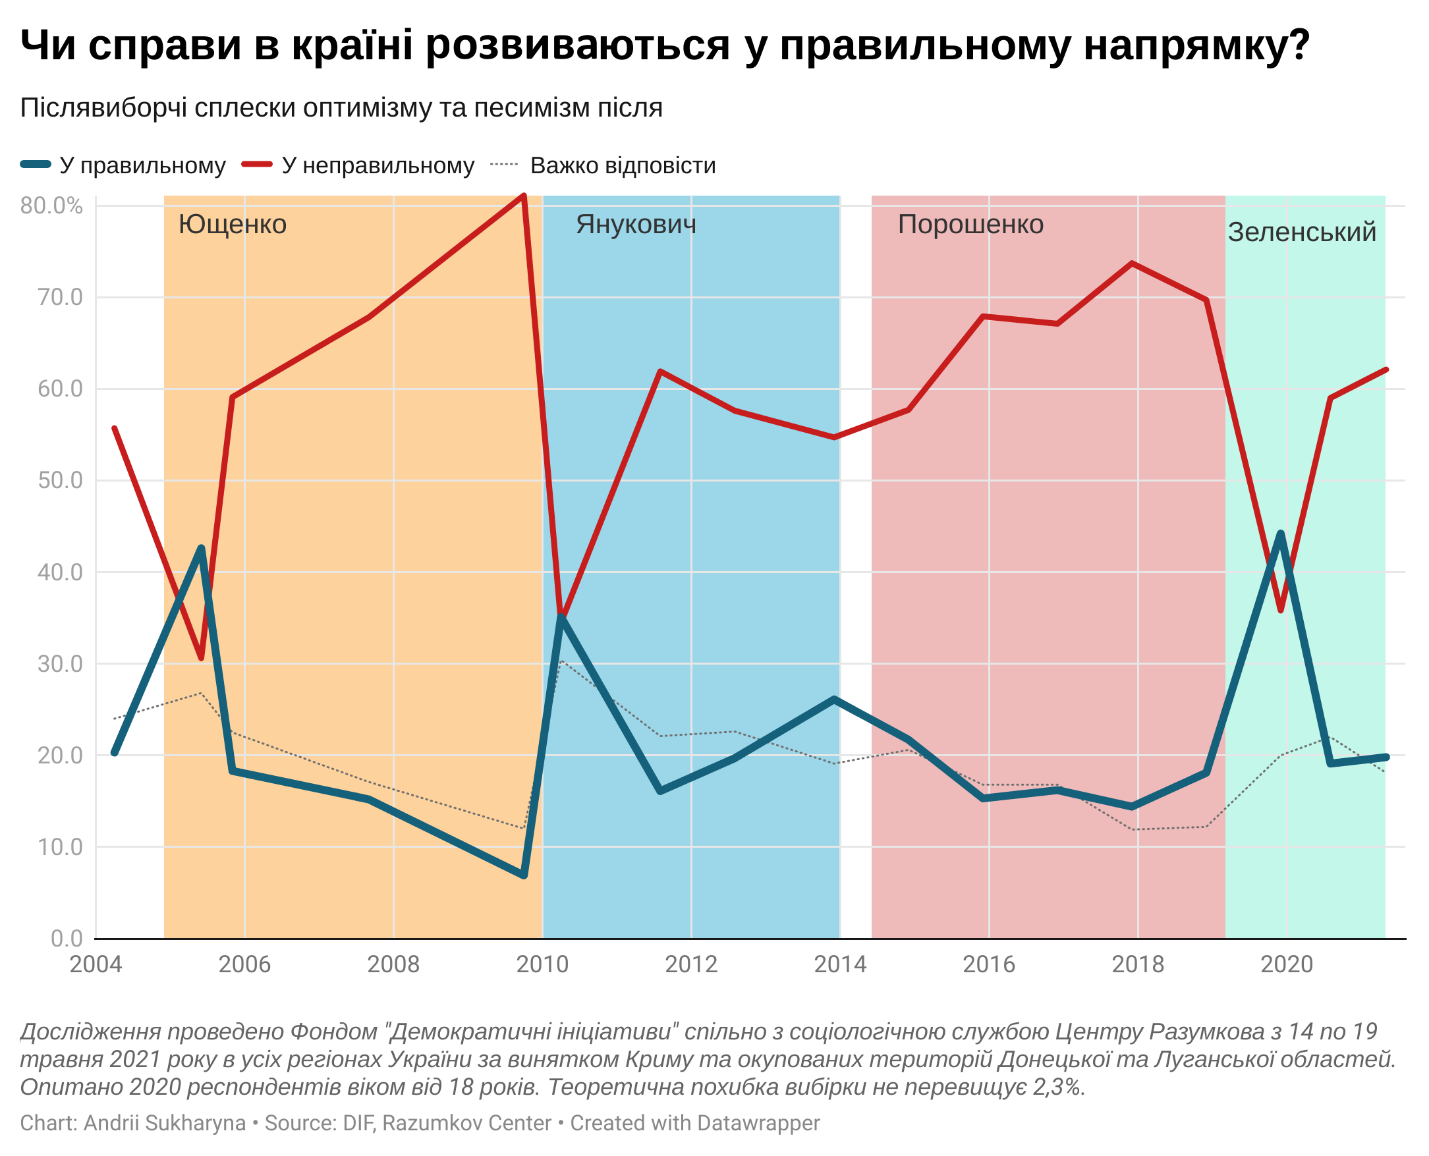 Чи справи в країні розвиваються у правильному напрямку?
Післявиборчі сплески оптимізму та песимізм після
У правильному У неправильному Важко відповісти
80.0%
70.0
60.0
50.0
40.0
30.0
20.0
10.0
0.0
Ющенко Янукович Порошенко Зеленський
2004 2006 2008 2010 2012 2014 2016 2018 2020
Дослідження проведено Фондом "Демократичні ініціативи" спільно з соціологічною службою Центру Разумкова з 14 по 19
травня 2021 року в усіх регіонах України за винятком Криму та окупованих територій Донецької та Луганської областей.
Опитано 2020 респондентів віком від 18 років. Теоретична похибка вибірки не перевищує 2,3%.
Chart: Andrii Sukharyna • Source: DIF, Razumkov Center • Created with Datawrapper